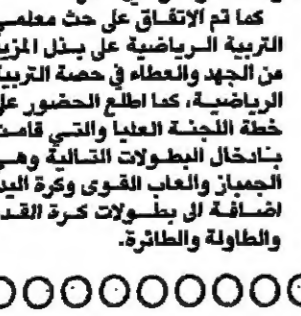 كما تم الإتفاق على حث معلمي
التربية الرياضية على بذل المزيد
من الجهد والعطاء في حصة التربية
الرياضية، كما اطلع الحضور على
خطة اللجنة العليا والتي قامت
بادخال البطولات التالية وهي
الجمباز والعاب القوى وكرة اليد
اضافة الى بطولات كرة القدم
والطاولة والطائرة.